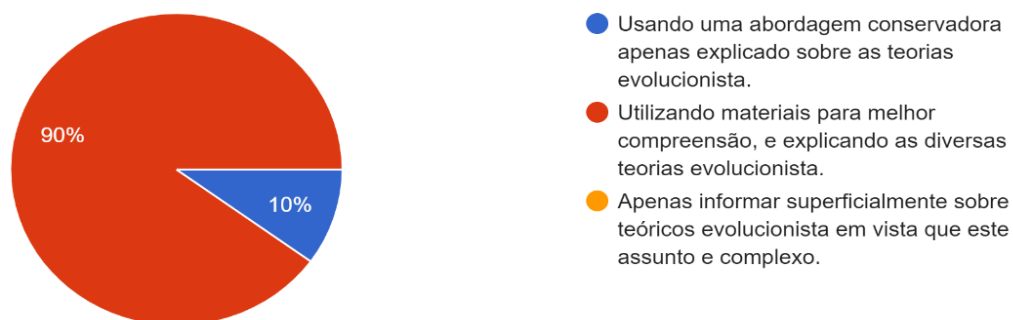 90%
10%
Usando uma abordagem conservadora
apenas explicado sobre as teorias
evolucionista.
Utilizando materiais para melhor
compreensão, e explicando as diversas
teorias evolucionista.
Apenas informar superficialmente sobre
teóricos evolucionista em vista que este
assunto e complexo.